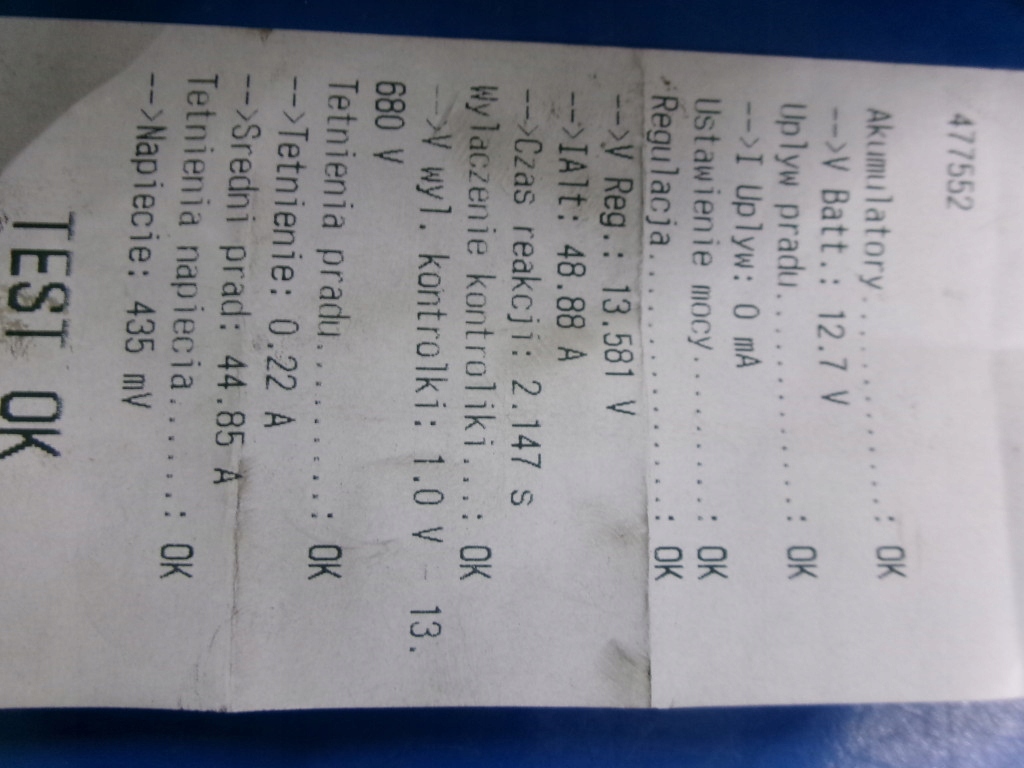 477552
Akumulatory...........: OK
-->V Batt.: 12.7 V
Uplyw pradu...........: OK
-->I Uplyw: 0 mA
Ustawienie mocy.......: OK
Regulacja.............: OK
-->V Reg.: 13.581 V
-->IAlt: 48.88 A
-->Czas reakcji: 2.147 s
Wylaczenie kontrolki...: OK
-->V wyl. kontrolki: 1.0 V 13.
680 V
Tetnienia pradu.......: OK
-->Tetnienie: 0.22 A
-->Sredni prad: 44.85 A
Tetnienia napiecia....: OK
-->Napiecie: 435 mV
TEST OK